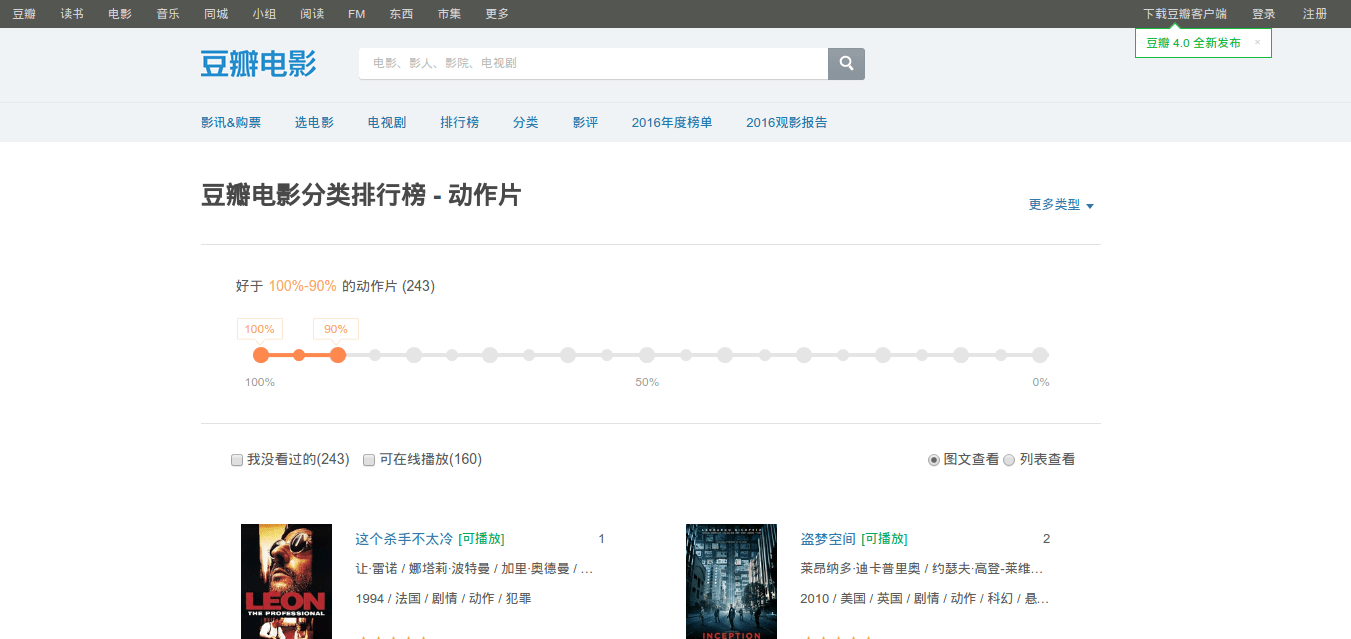 豆瓣 读书 电影 音乐 同城 小组 阅读 FM 东西 市集 更多 下载豆瓣客户端 登录 注册
豆瓣 4.0 全新发布 ×
豆瓣电影 电影、影人、影院、电视剧
影讯&购票 选电影 电视剧 排行榜 分类 影评 2016年度榜单 2016观影报告
豆瓣电影分类排行榜 - 动作片
更多类型
好于 100%-90% 的动作片 (243)
100% 90%
100% 50% 0%
我没看过的(243) 可在线播放(160) 图文查看 列表查看
这个杀手不太冷 [可播放] 1
让·雷诺 / 娜塔莉·波特曼 / 加里·奥德曼 / ...
1994 / 法国 / 剧情 / 动作 / 犯罪
LEON
THE PROFESSIONAL
盗梦空间 [可播放] 2
莱昂纳多·迪卡普里奥 / 约瑟夫·高登-莱维...
2010 / 美国 / 英国 / 剧情 / 动作 / 科幻 / 悬...
LEONARDO DICAPRIO
INCEPTION